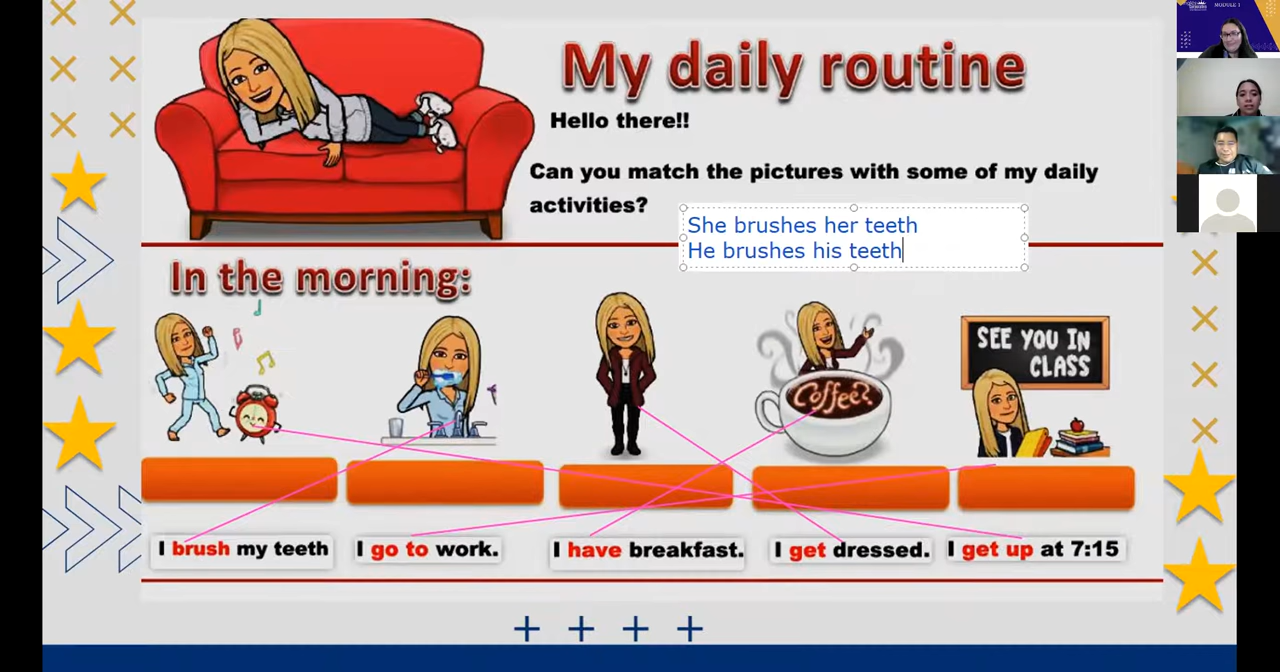 MODULE 1
My daily routine
Hello there!!
Can you match the pictures with some of my daily
activities?
She brushes her teeth
He brushes his teeth
In the morning:
SEE YOU IN
CLASS
Coffee?
I brush my teeth
I go to work.
I have breakfast.
I get dressed.
I get up at 7:15